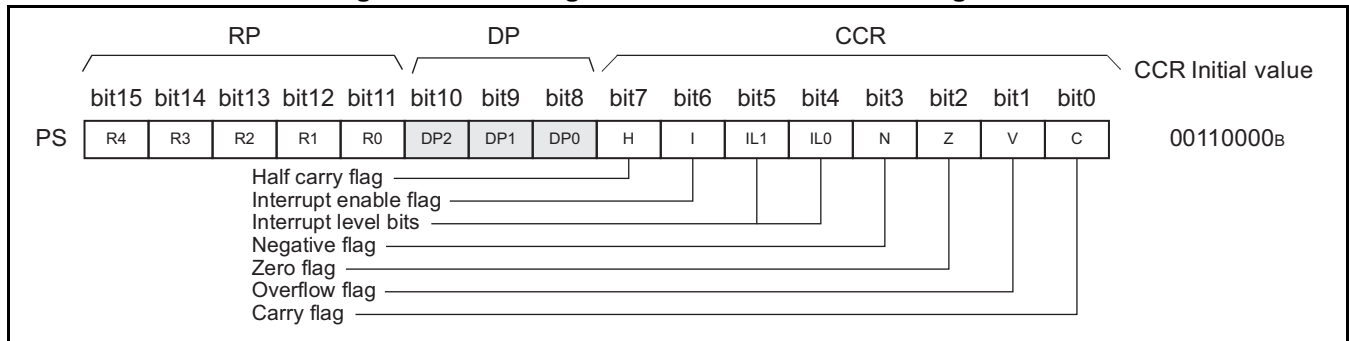 RP DP CCR
CCR Initial value
bit15 bit14 bit13 bit12 bit11 bit10 bit9 bit8 bit7 bit6 bit5 bit4 bit3 bit2 bit1 bit0
PS R4 R3 R2 R1 R0 DP2 DP1 DP0 H I IL1 IL0 N Z V C 00110000B
Half carry flag
Interrupt enable flag
Interrupt level bits
Negative flag
Zero flag
Overflow flag
Carry flag